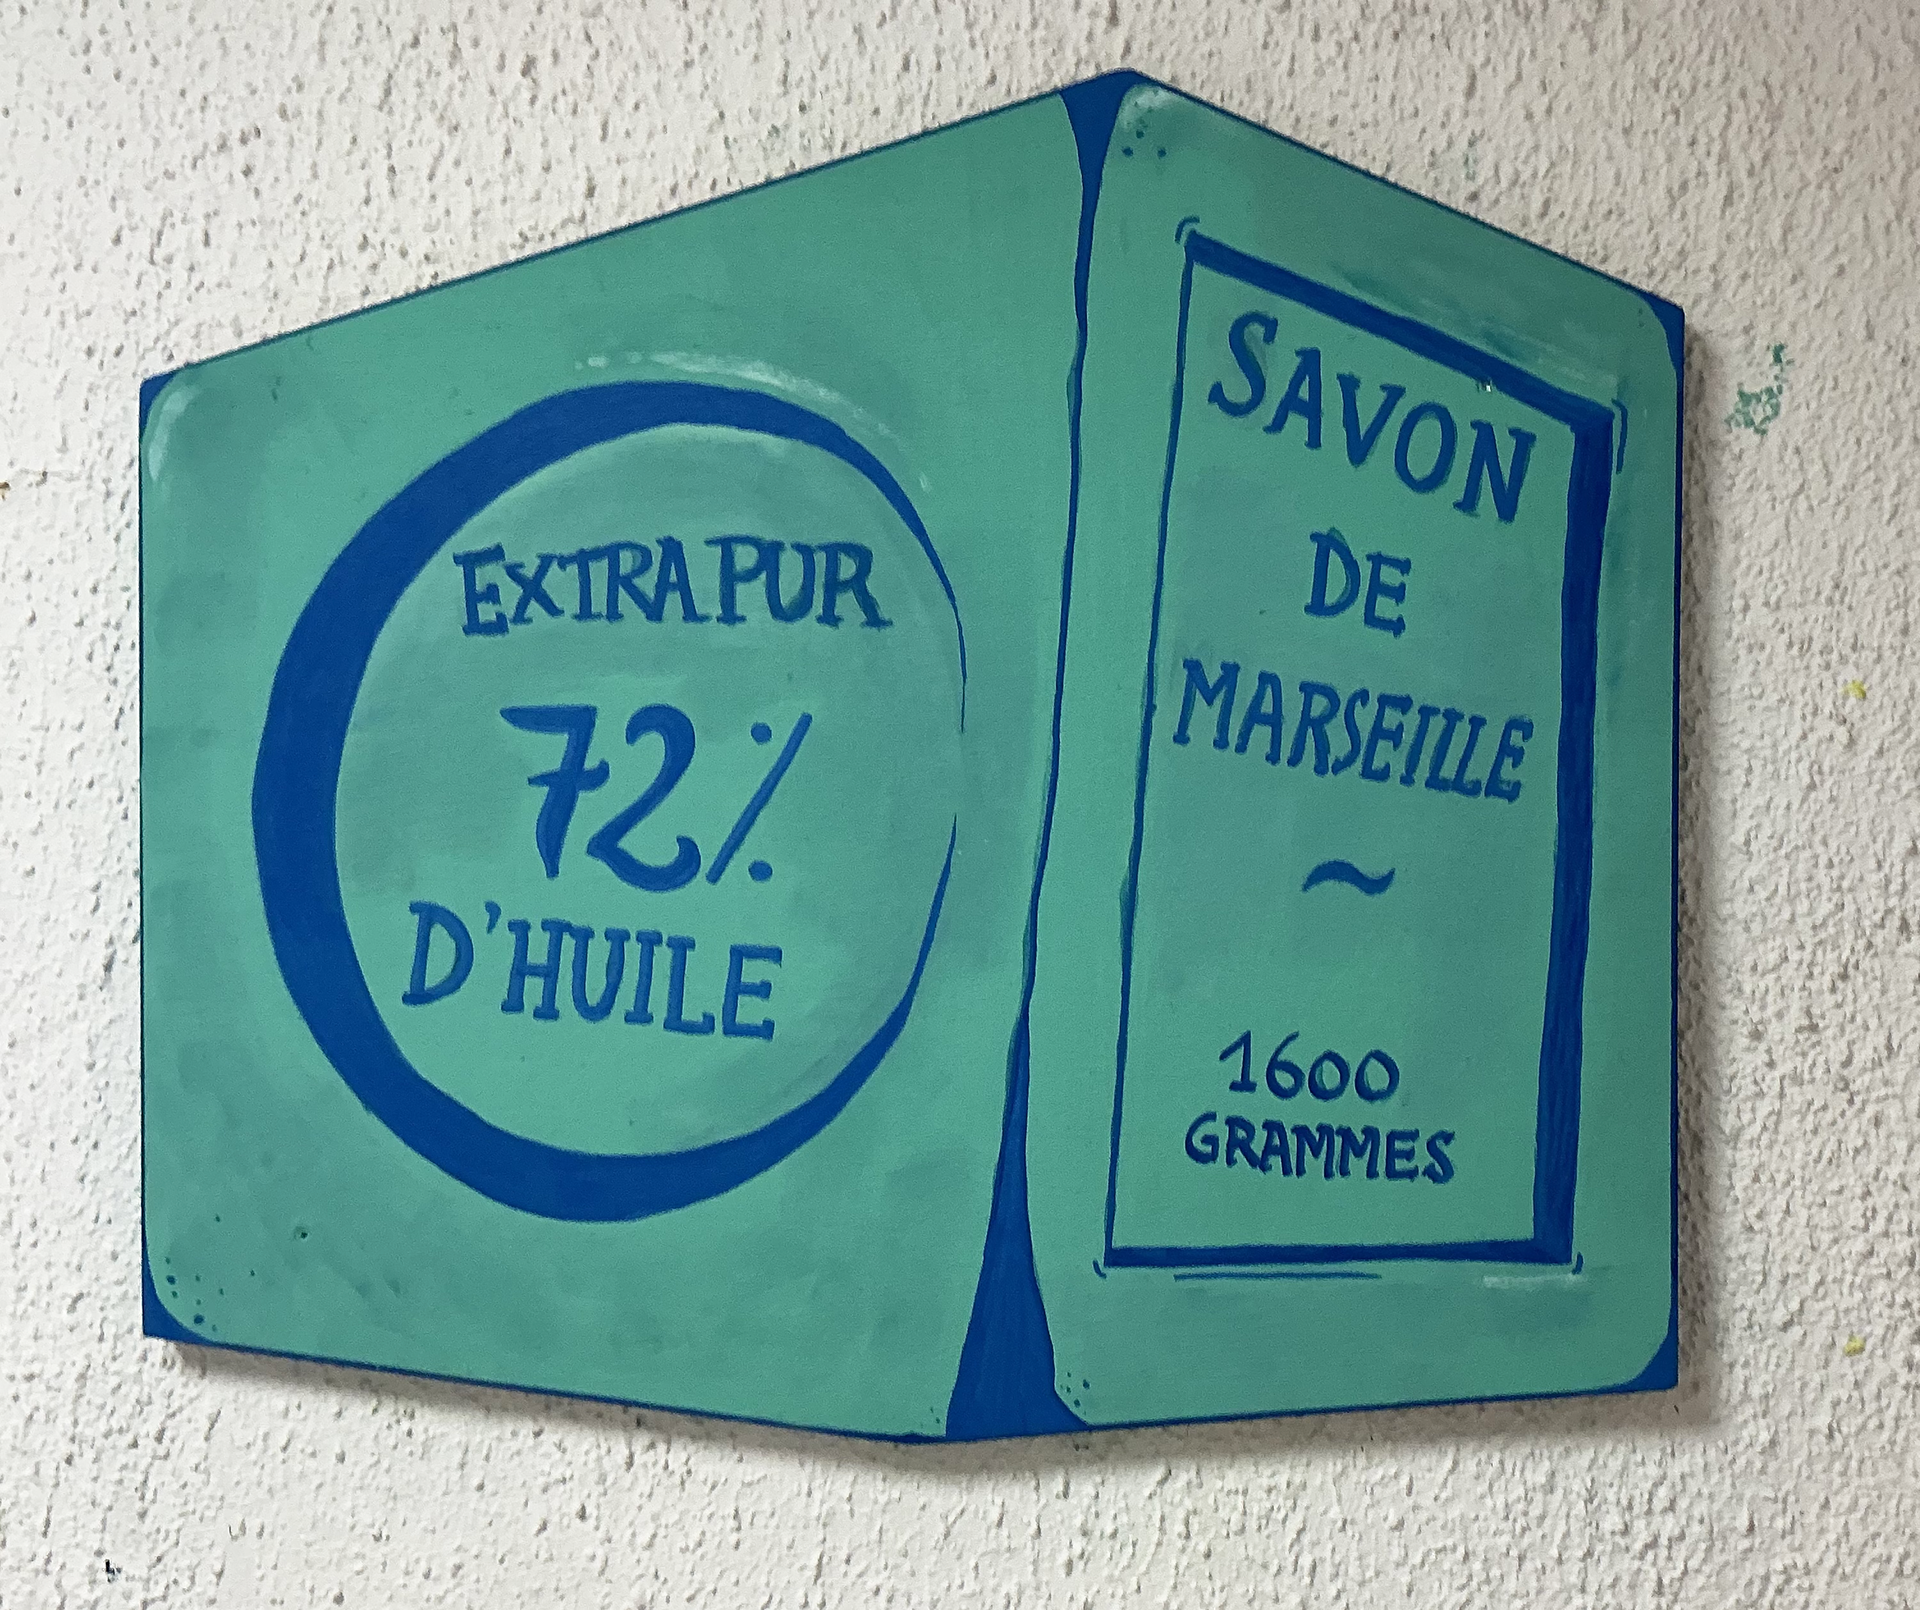 EXTRA PUR
72%
D'HUILE
SAVON
DE
MARSEILLE
~
1600
GRAMMES